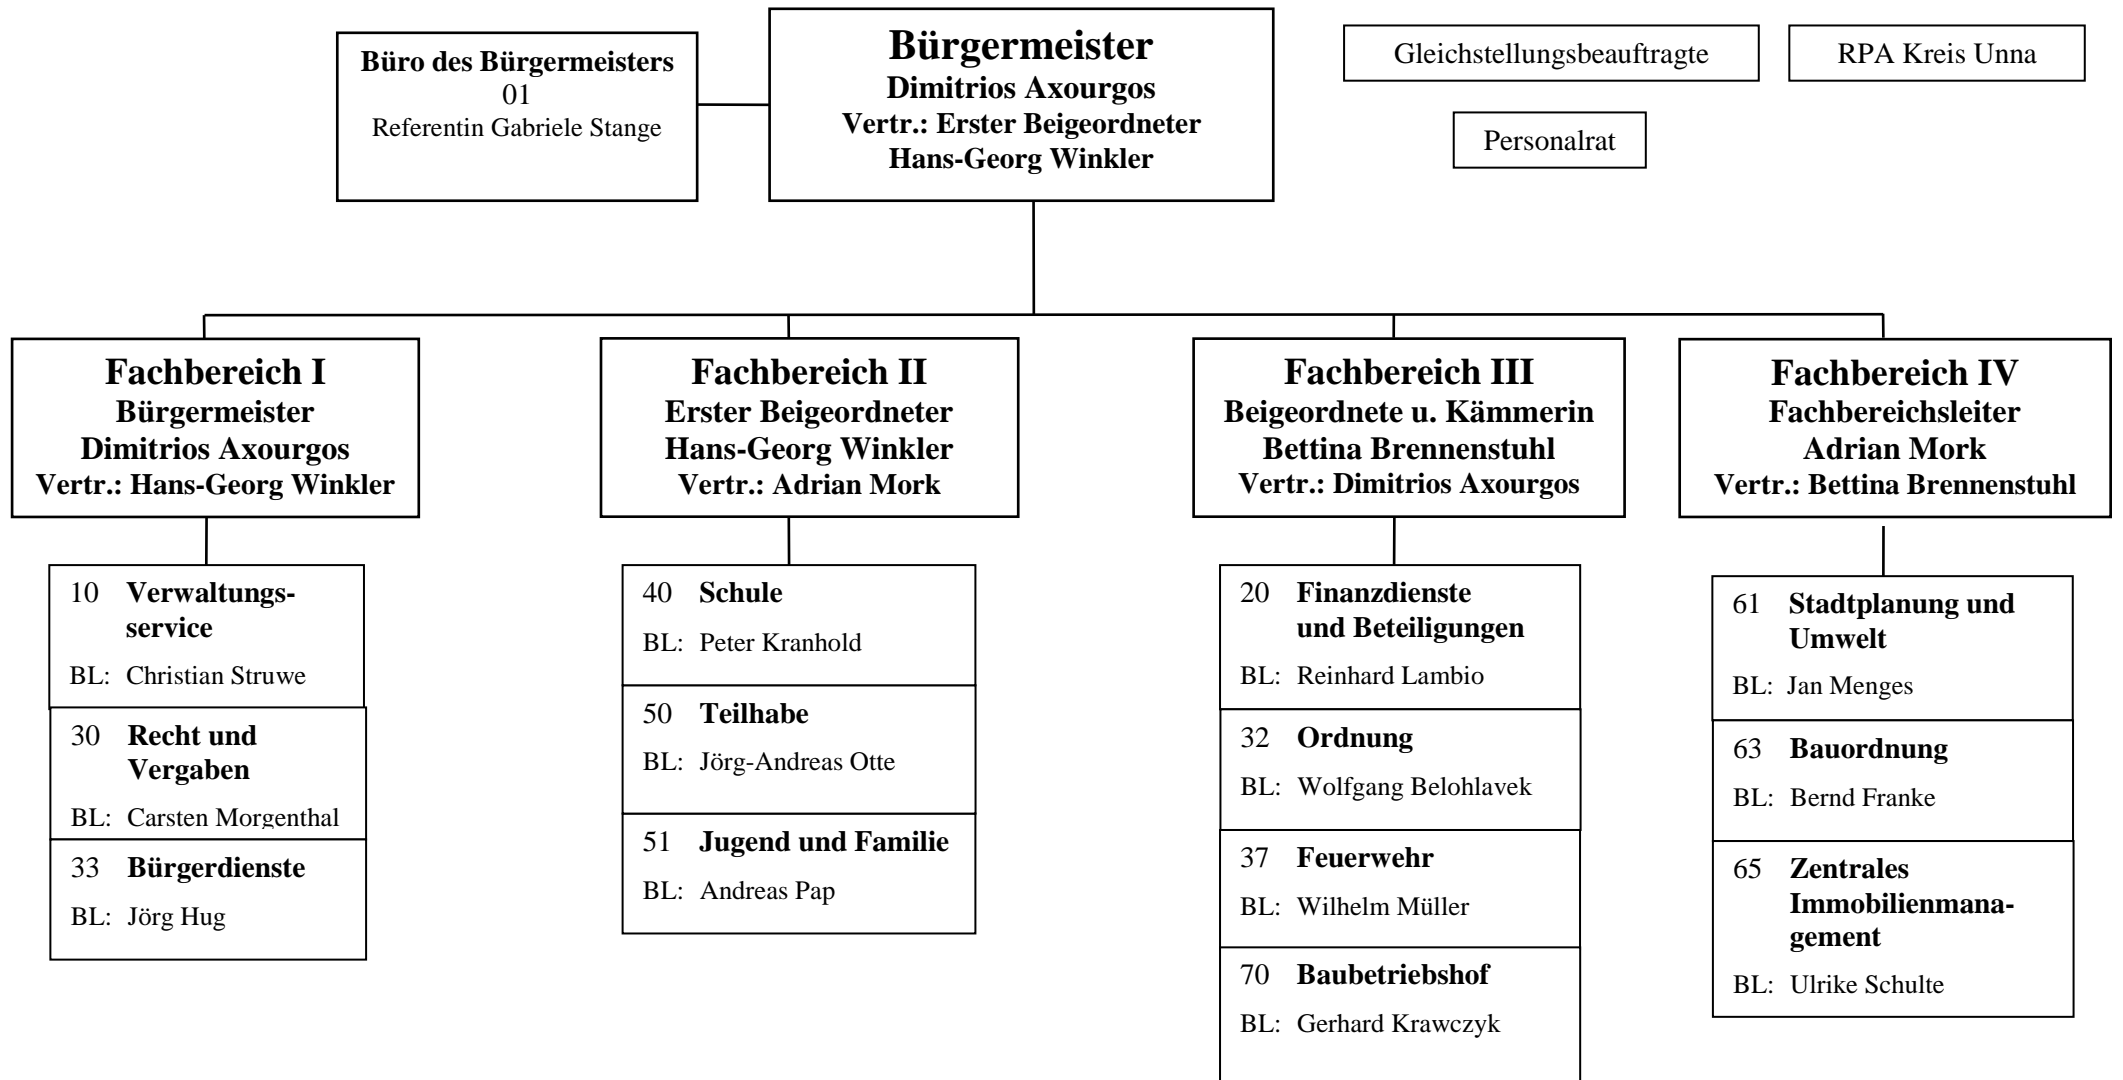 Büro des Bürgermeisters
01
Referentin Gabriele Stange
Bürgermeister
Dimitrios Axourgos
Vertr.: Erster Beigeordneter
Hans-Georg Winkler
Gleichstellungsbeauftragte
RPA Kreis Unna
Personalrat
Fachbereich I
Bürgermeister
Dimitrios Axourgos
Vertr.: Hans-Georg Winkler
10 Verwaltungs-
service
BL: Christian Struwe
30 Recht und
Vergaben
BL: Carsten Morgenthal
33 Bürgerdienste
BL: Jörg Hug
Fachbereich II
Erster Beigeordneter
Hans-Georg Winkler
Vertr.: Adrian Mork
40 Schule
BL: Peter Kranhold
50 Teilhabe
BL: Jörg-Andreas Otte
51 Jugend und Familie
BL: Andreas Pap
Fachbereich III
Beigeordnete u. Kämmerin
Bettina Brennenstuhl
Vertr.: Dimitrios Axourgos
20 Finanzdienste
und Beteiligungen
BL: Reinhard Lambio
32 Ordnung
BL: Wolfgang Belohlavek
37 Feuerwehr
BL: Wilhelm Müller
70 Baubetriebshof
BL: Gerhard Krawczyk
Fachbereich IV
Fachbereichsleiter
Adrian Mork
Vertr.: Bettina Brennenstuhl
61 Stadtplanung und
Umwelt
BL: Jan Menges
63 Bauordnung
BL: Bernd Franke
65 Zentrales
Immobilienmana-
gement
BL: Ulrike Schulte